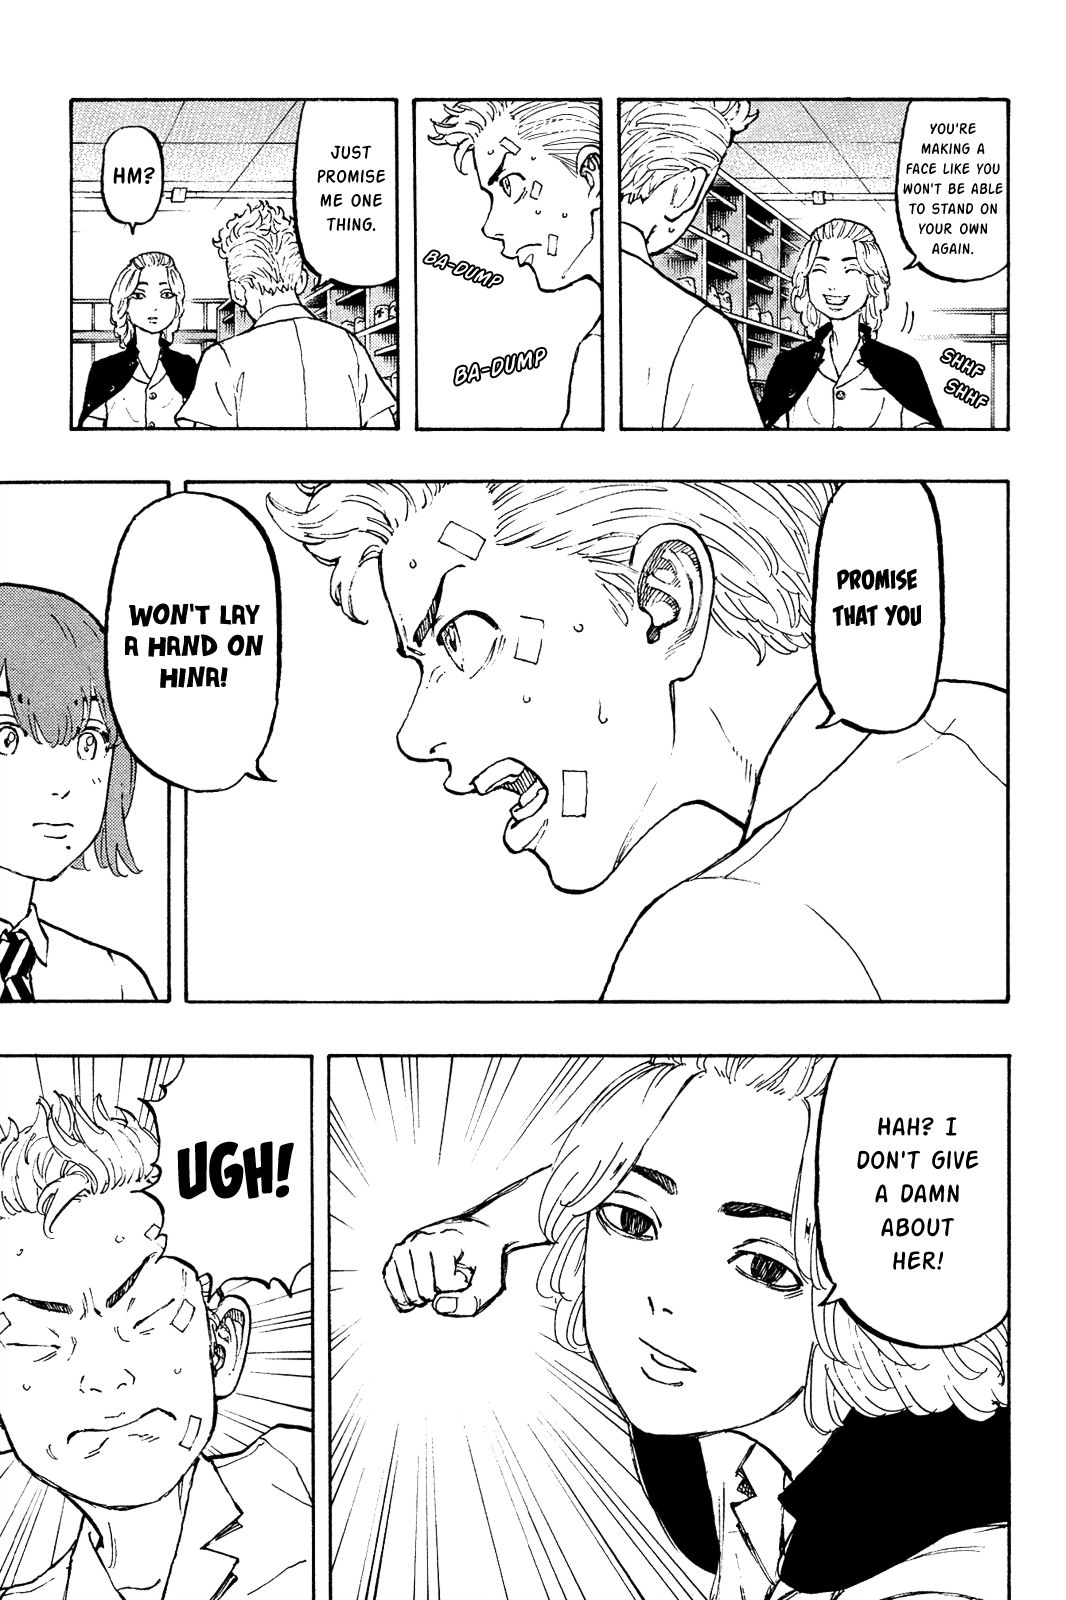 YOU'RE
MAKING A
FACE LIKE YOU
WON'T BE ABLE
TO STAND ON
YOUR OWN
AGAIN.
SHHF
SHHF
BA-DUMP
BA-DUMP
JUST
PROMISE
ME ONE
THING.
HM?
PROMISE
THAT YOU
WON'T LAY
A HAND ON
HINA!
HAH? I
DON'T GIVE
A DAMN
ABOUT
HER!
UGH!